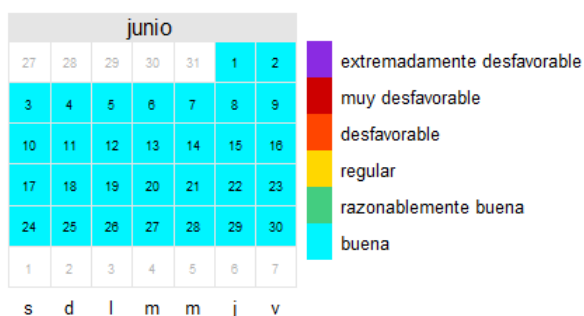 junio
27 28 29 30 31 1 2
3 4 5 6 7 8 9
10 11 12 13 14 15 16
17 18 19 20 21 22 23
24 25 26 27 28 29 30
1 2 3 4 5 6 7
s d l m m j v
extremadamente desfavorable
muy desfavorable
desfavorable
regular
razonablemente buena
buena